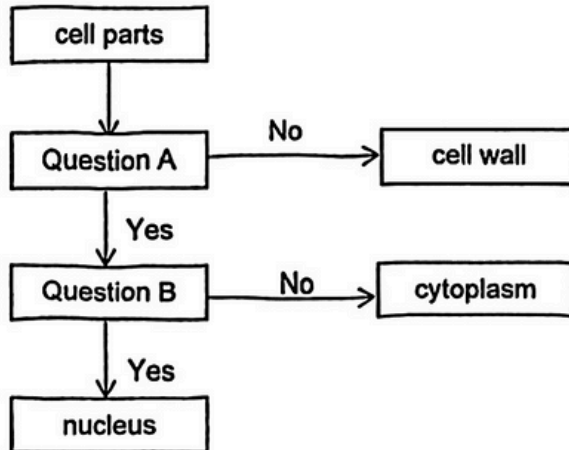 cell parts
Question A
No
cell wall
Yes
Question B
No
cytoplasm
Yes
nucleus